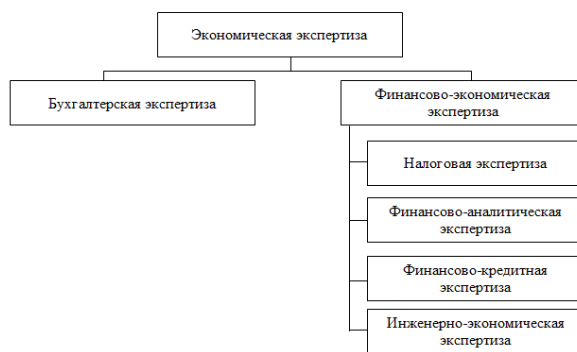 Экономическая экспертиза
Бухгалтерская экспертиза
Финансово-экономическая
экспертиза
Налоговая экспертиза
Финансово-аналитическая
экспертиза
Финансово-кредитная
экспертиза
Инженерно-экономическая
экспертиза